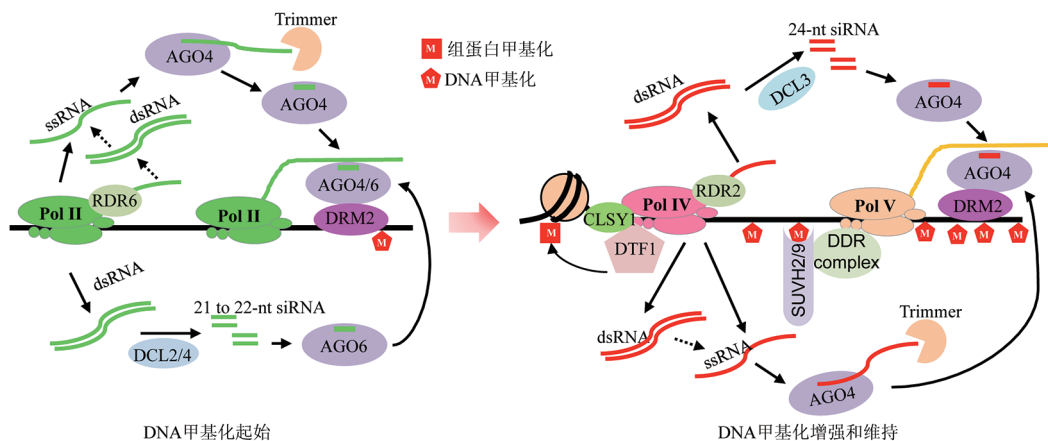 Trimmer
AGO4
ssRNA
dsRNA
AGO4
RDR6
Pol II
Pol II
AGO4/6
DRM2
M
dsRNA
21 to 22-nt siRNA
DCL2/4
AGO6
DNA甲基化起始
M 组蛋白甲基化
M DNA甲基化
24-nt siRNA
dsRNA
DCL3
AGO4
RDR2
Pol IV
CLSY1
DTF1
M
M
M
SUVH2/9
Pol V
DDR
complex
AGO4
DRM2
M
M
M
M
dsRNA
ssRNA
AGO4
Trimmer
DNA甲基化增强和维持